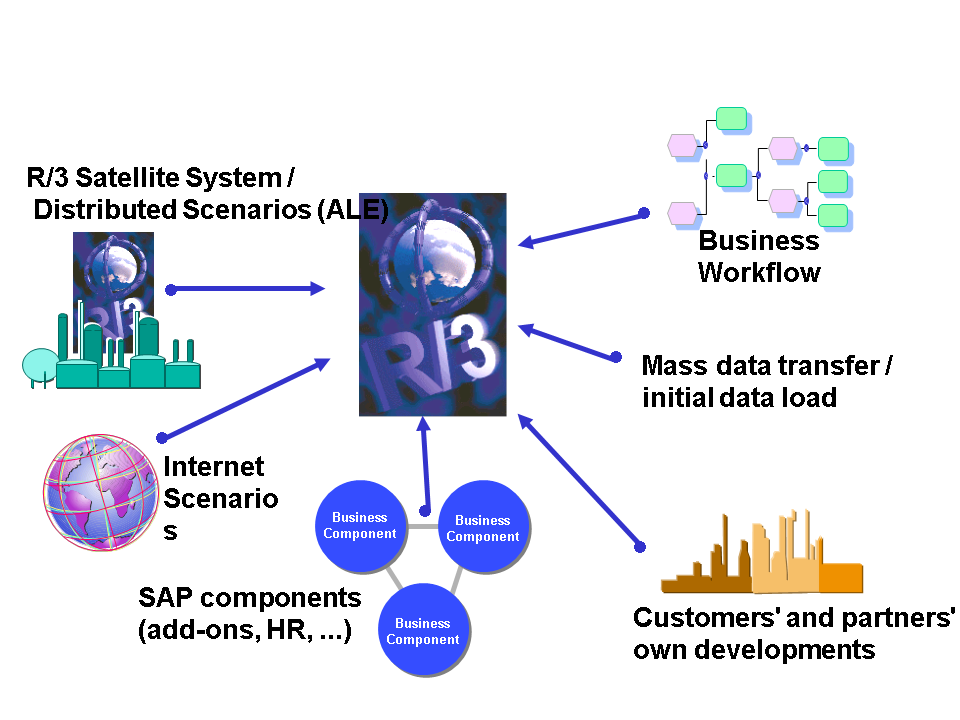 R/3 Satellite System /
Distributed Scenarios (ALE)
Business
Workflow
R/3
R/3
Mass data transfer /
initial data load
Internet
Scenario
s
Business
Component
Business
Component
SAP components
(add-ons, HR, ...)
Business
Component
Customers' and partners'
own developments